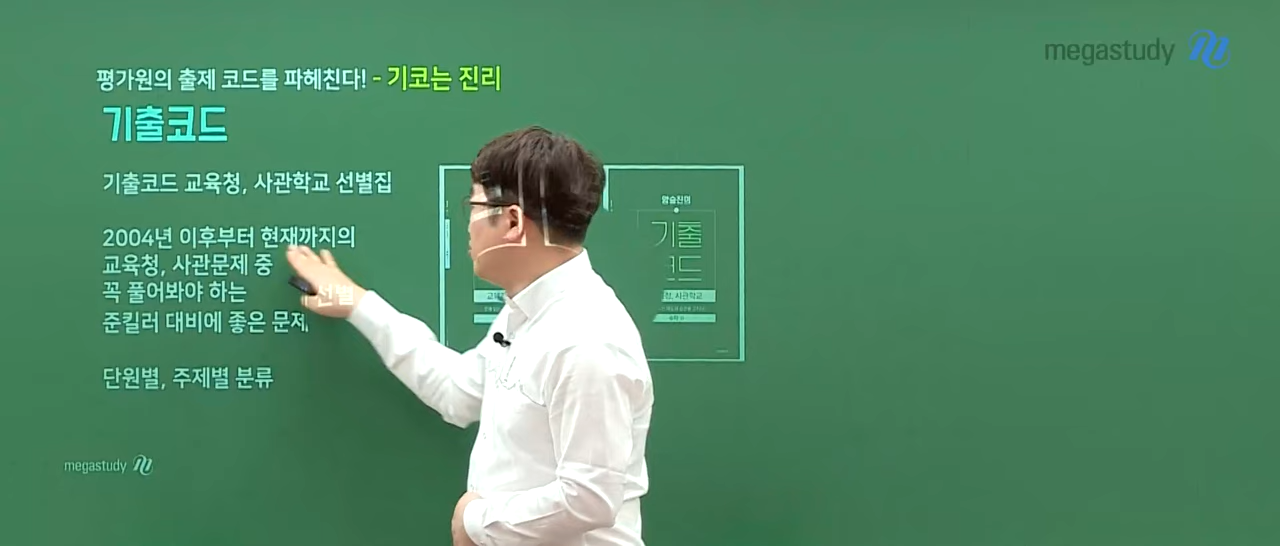 megastudy
평가원의 출제 코드를 파헤친다! - 기코는 진리
기출코드
기출코드 교육청, 사관학교 선별집
2004년 이후부터 현재까지의
교육청, 사관문제 중
꼭 풀어봐야 하는 선별
준킬러 대비에 좋은 문제
단원별, 주제별 분류
기출
코드
사관학교
megastudy